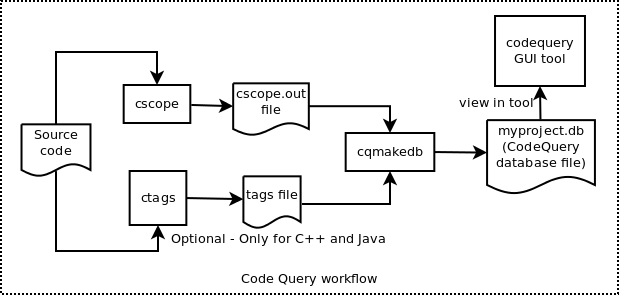 codequery
GUI tool
cscope
cscope.out
file
view in tool
Source
code
cqmakedb
myproject.db
(CodeQuery
database file)
ctags
tags file
Optional - Only for C++ and Java
Code Query workflow